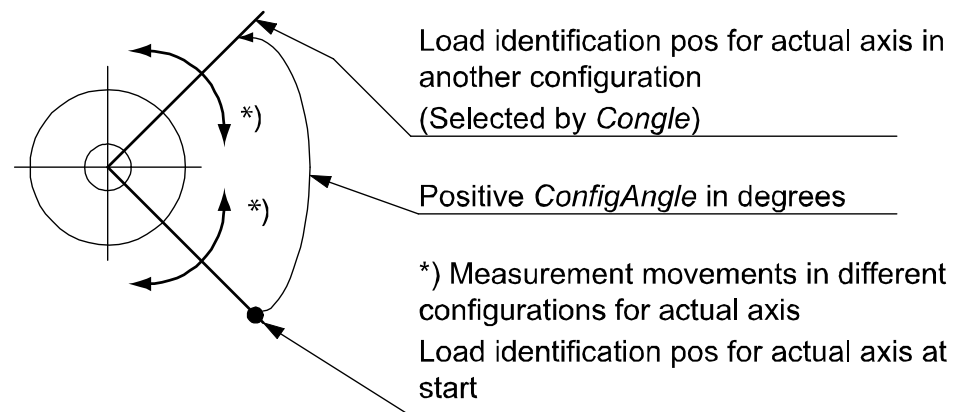 Load identification pos for actual axis in
another configuration
(Selected by Congle)
*)
Positive ConfigAngle in degrees
*)
*) Measurement movements in different
configurations for actual axis
Load identification pos for actual axis at
start